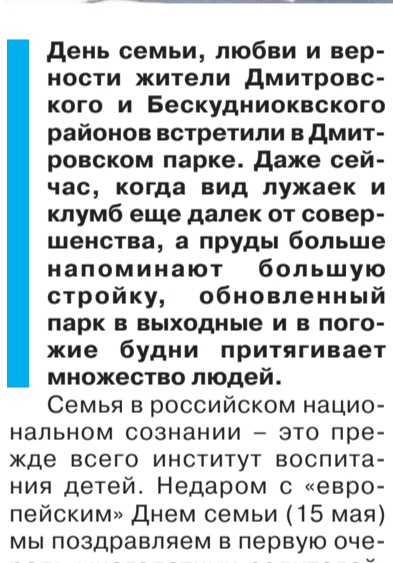 День семьи, любви и вер-
ности жители Дмитровс-
кого и Бескудниоквского
районов встретили в Дмит-
ровском парке. Даже сей-
час, когда вид лужаек и
клумб еще далек от совер-
шенства, а пруды больше
напоминают большую
стройку, обновленный
парк в выходные и в пого-
жие будни притягивает
множество людей.
Семья в российском нацио-
нальном сознании – это пре-
жде всего институт воспита-
ния детей. Недаром с «евро-
пейским» Днем семьи (15 мая)
мы поздравляем в первую оче-